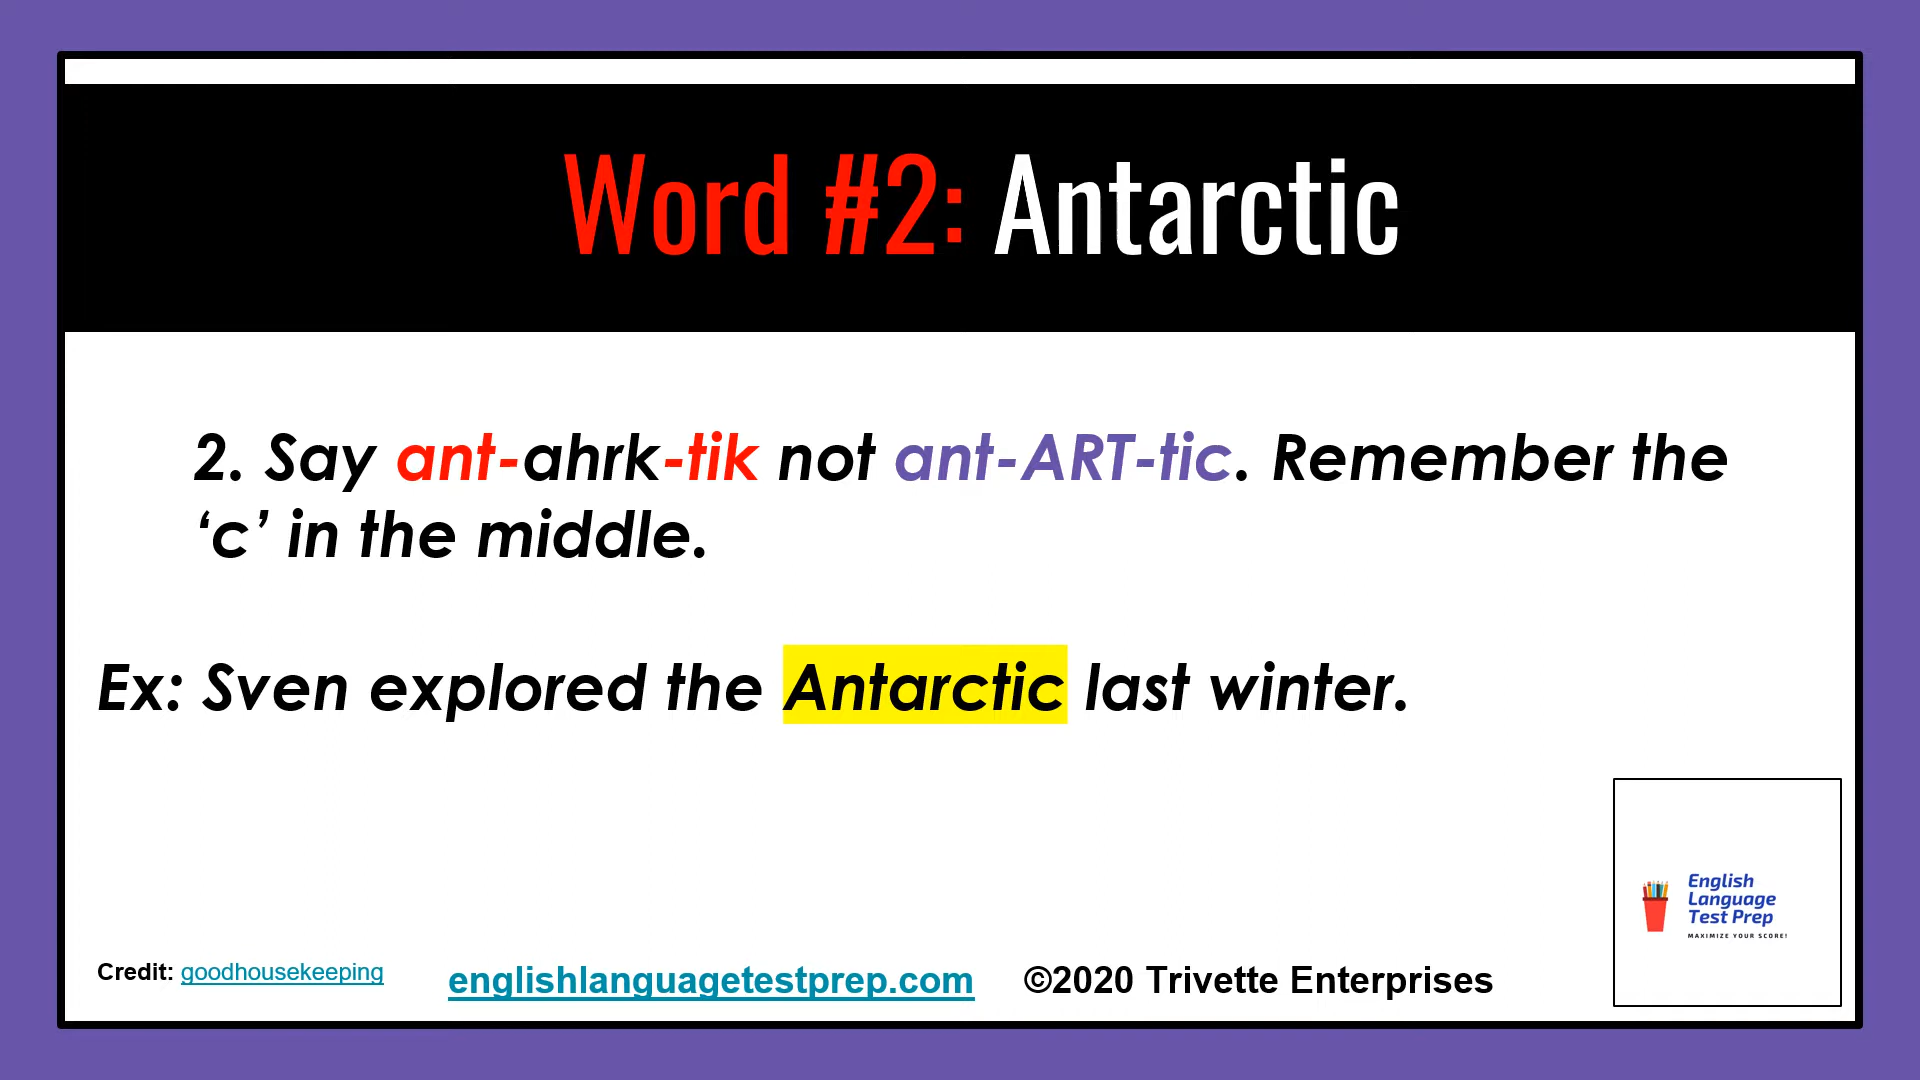 Word #2: Antarctic
2. Say ant-ahrk-tik not ant-ART-tic. Remember the
‘c’ in the middle.
Ex: Sven explored the Antarctic last winter.
English
Language
Test Prep
MAXIMIZE YOUR SCORE!
Credit: goodhousekeeping
englishlanguagetestprep.com
©2020 Trivette Enterprises